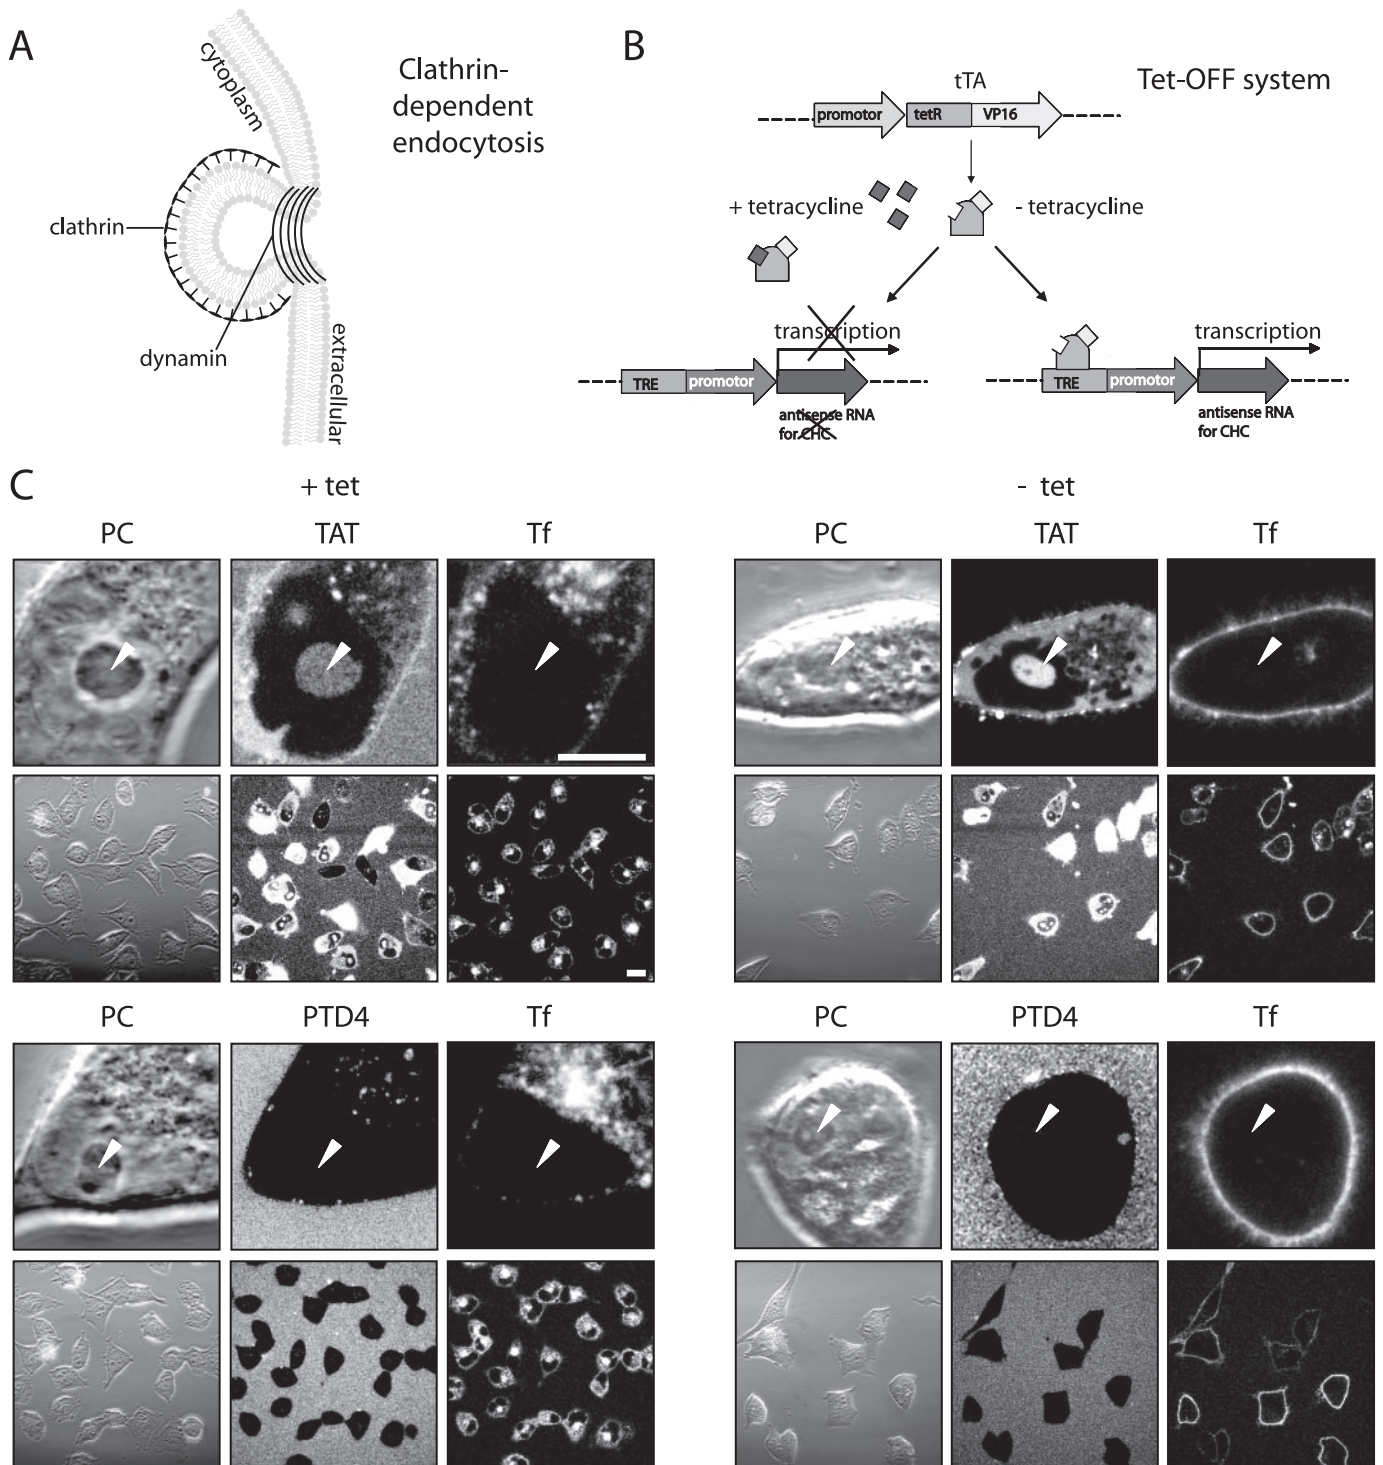 A
cytoplasm
Clathrin-
dependent
endocytosis
clathrin
dynamin
extracellular
B
tTA
Tet-OFF system
promotor
tetR
VP16
+ tetracycline
- tetracycline
transcription
TRE
promotor
antisense RNA
for CHC
transcription
TRE
promotor
antisense RNA
for CHC
C
+ tet
- tet
PC
TAT
Tf
PC
TAT
Tf
PC
PTD4
Tf
PC
PTD4
Tf